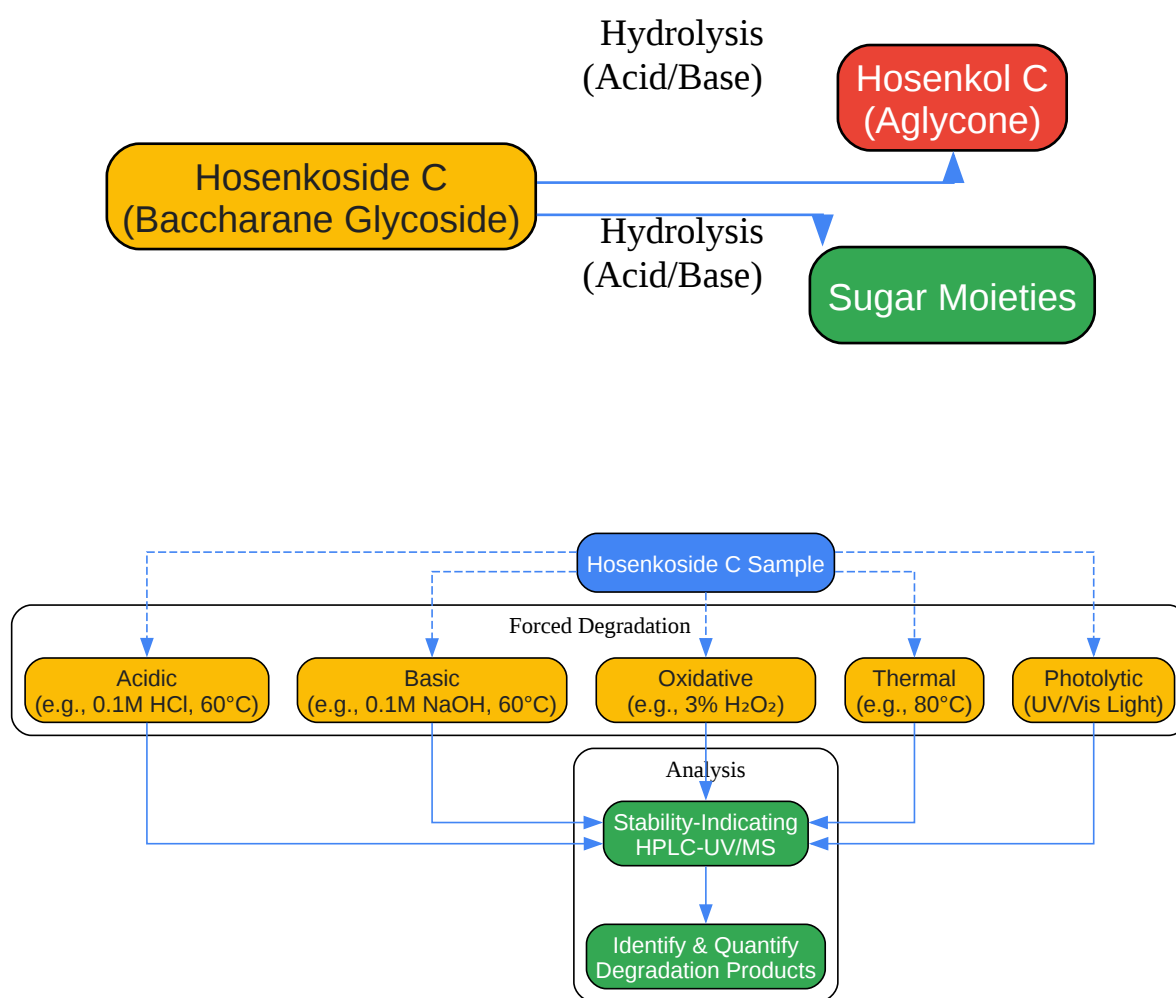 Hydrolysis
(Acid/Base)
Hosenkol C
(Aglycone)
Hosenkoside C
(Baccharane Glycoside)
Hydrolysis
(Acid/Base)
Sugar Moieties
Hosenkoside C Sample
Forced Degradation
Acidic
(e.g., 0.1M HCl, 60°C)
Basic
(e.g., 0.1M NaOH, 60°C)
Oxidative
(e.g., 3% H₂O₂)
Thermal
(e.g., 80°C)
Photolytic
(UV/Vis Light)
Analysis
Stability-Indicating
HPLC-UV/MS
Identify & Quantify
Degradation Products